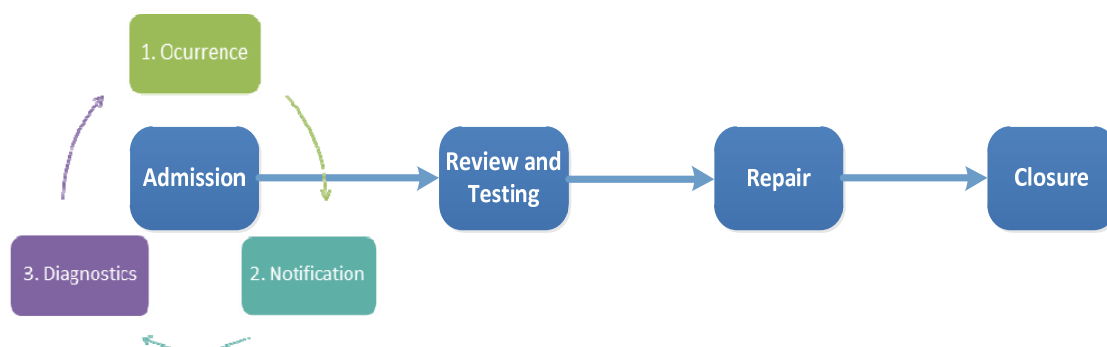 1. Ocurrence
Admission
Review and
Testing
Repair
Closure
3. Diagnostics
2. Notification